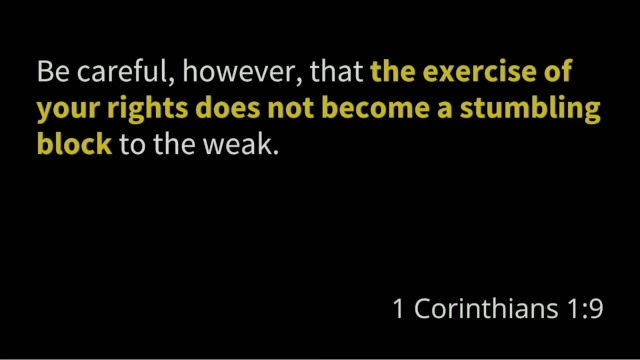 Be careful, however, that the exercise of
your rights does not become a stumbling
block to the weak.
1 Corinthians 1:9